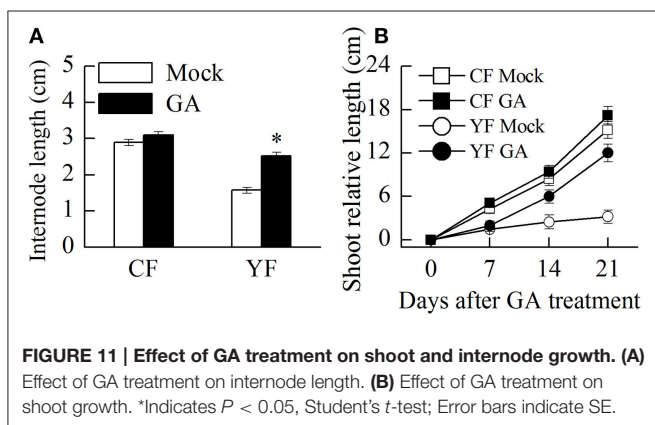 A
Internode length (cm)
5
4
3
2
1
0
Mock
GA
*
CF
YF
B
Shoot relative length (cm)
24
18
12
6
0
CF Mock
CF GA
YF Mock
YF GA
0 7 14 21
Days after GA treatment
FIGURE 11 | Effect of GA treatment on shoot and internode growth. (A)
Effect of GA treatment on internode length. (B) Effect of GA treatment on
shoot growth. *Indicates P < 0.05, Student's t-test; Error bars indicate SE.